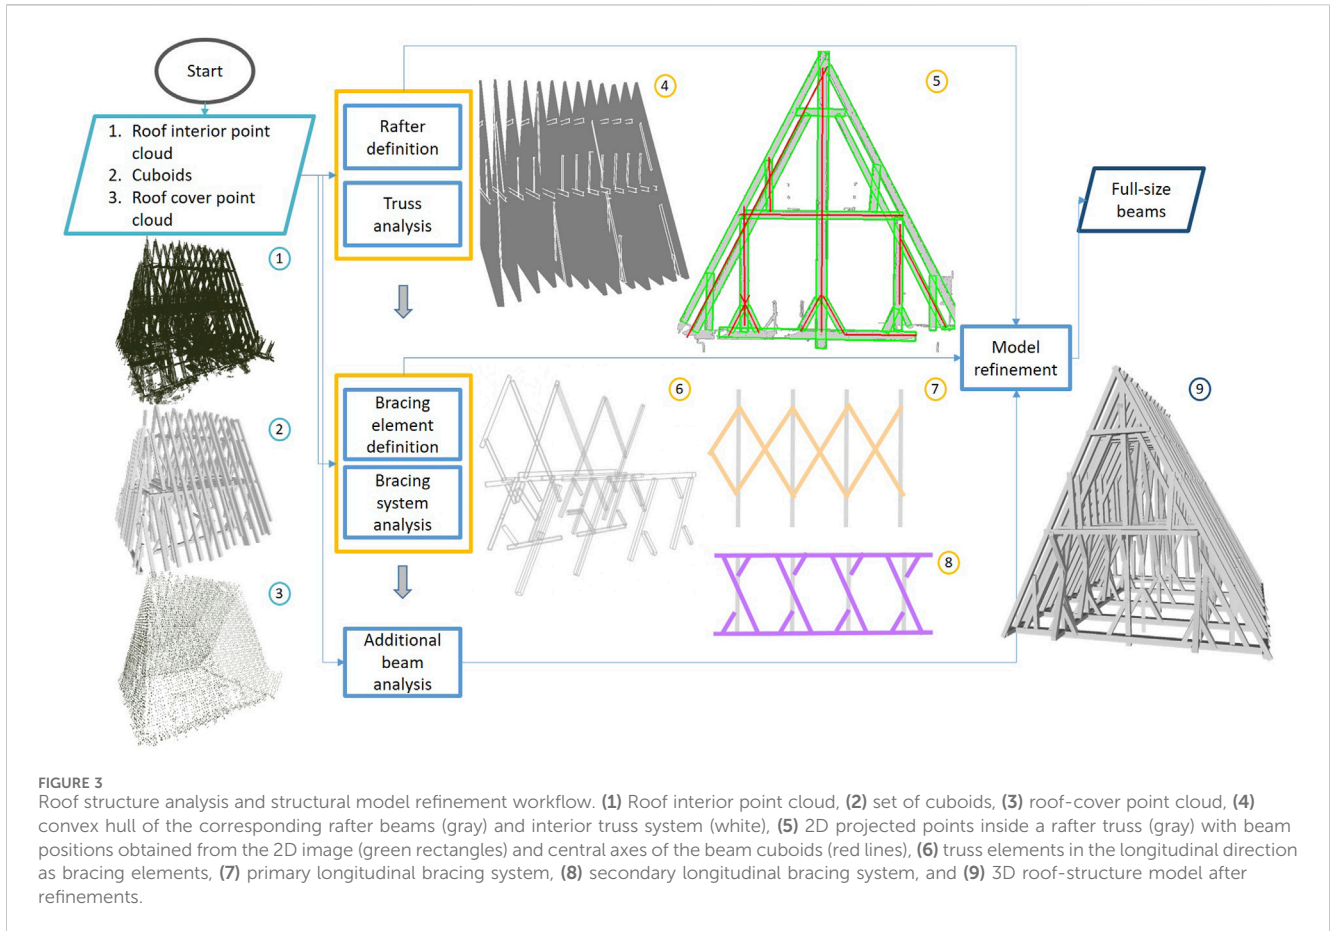 Start
1. Roof interior point
cloud
2. Cuboids
3. Roof cover point
cloud
1
2
3
Rafter
definition
Truss
analysis
4
5
Bracing
element
definition
Bracing
system
analysis
6
7
8
Additional
beam
analysis
Model
refinement
Full-size
beams
9
FIGURE 3
Roof structure analysis and structural model refinement workflow. (1) Roof interior point cloud, (2) set of cuboids, (3) roof-cover point cloud, (4)
convex hull of the corresponding rafter beams (gray) and interior truss system (white), (5) 2D projected points inside a rafter truss (gray) with beam
positions obtained from the 2D image (green rectangles) and central axes of the beam cuboids (red lines), (6) truss elements in the longitudinal direction
as bracing elements, (7) primary longitudinal bracing system, (8) secondary longitudinal bracing system, and (9) 3D roof-structure model after
refinements.